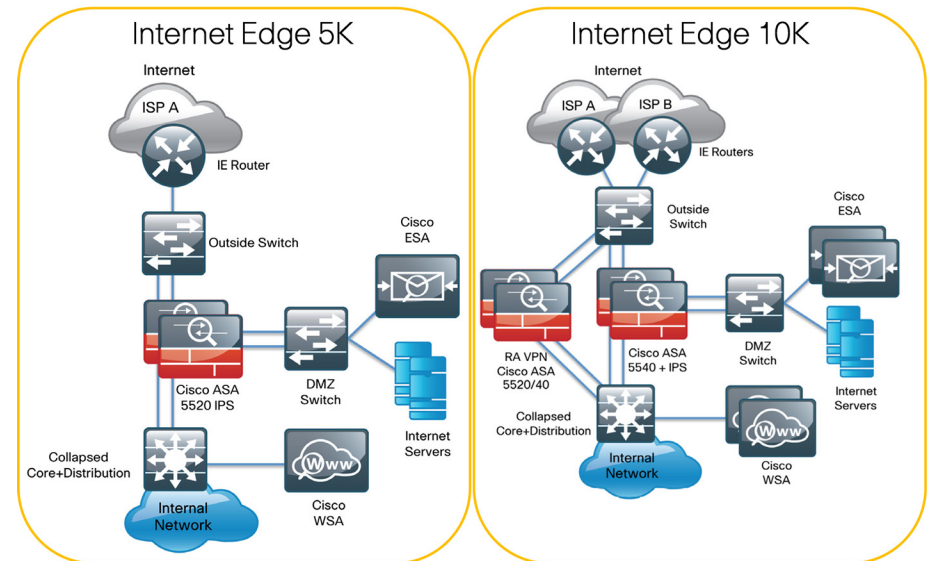 Internet Edge 5K
Internet
ISP A
IE Router
Outside Switch
Cisco
ESA
Cisco ASA
5520 IPS
DMZ
Switch
Internet
Servers
Collapsed
Core+Distribution
Internal
Network
Www
Cisco
WSA
Internet Edge 10K
Internet
ISP A
ISP B
IE Routers
Outside
Switch
Cisco
ESA
RA VPN
Cisco ASA
5520/40
Cisco ASA
5540 + IPS
DMZ
Switch
Internet
Servers
Collapsed
Core+Distribution
Internal
Network
Www
Cisco
WSA